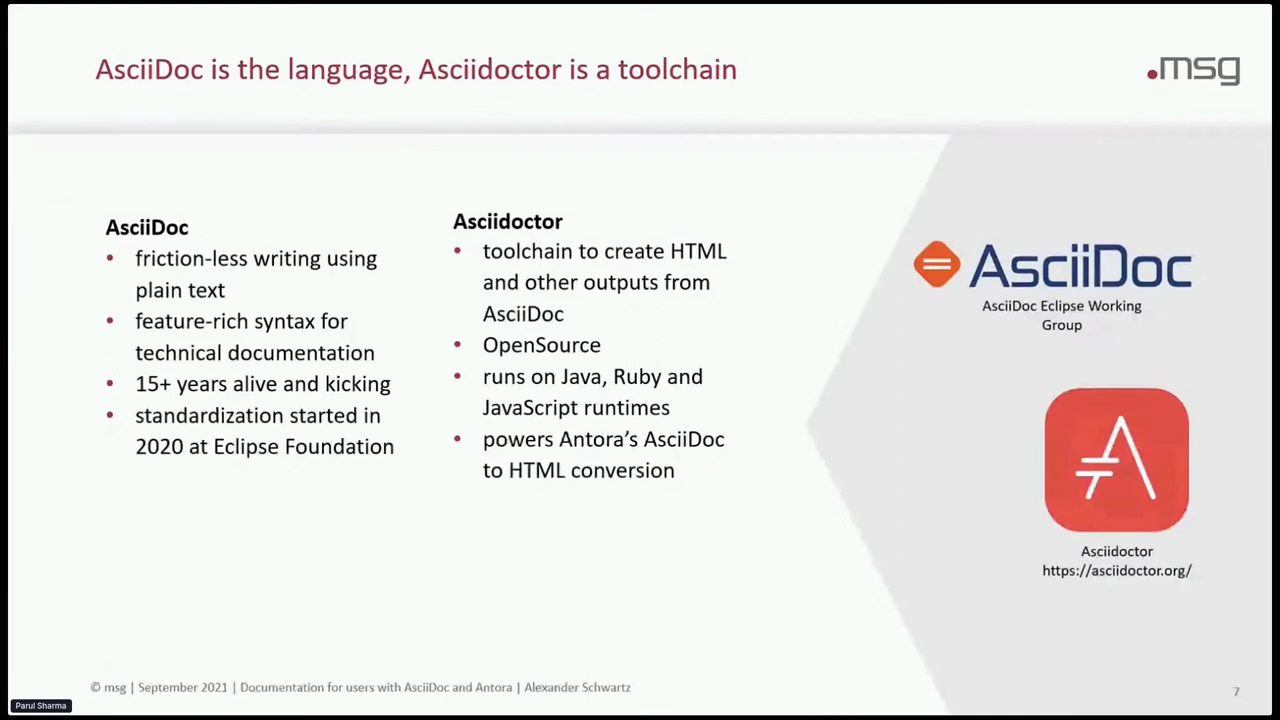 AsciiDoc is the language, Asciidoctor is a toolchain
.msg
AsciiDoc
• friction-less writing using
plain text
• feature-rich syntax for
technical documentation
• 15+ years alive and kicking
• standardization started in
2020 at Eclipse Foundation
Asciidoctor
• toolchain to create HTML
and other outputs from
AsciiDoc
• OpenSource
• runs on Java, Ruby and
JavaScript runtimes
• powers Antora’s AsciiDoc
to HTML conversion
AsciiDoc
AsciiDoc Eclipse Working
Group
Asciidoctor
https://asciidoctor.org/
© msg | September 2021 | Documentation for users with AsciiDoc and Antora | Alexander Schwartz
7
Parul Sharma